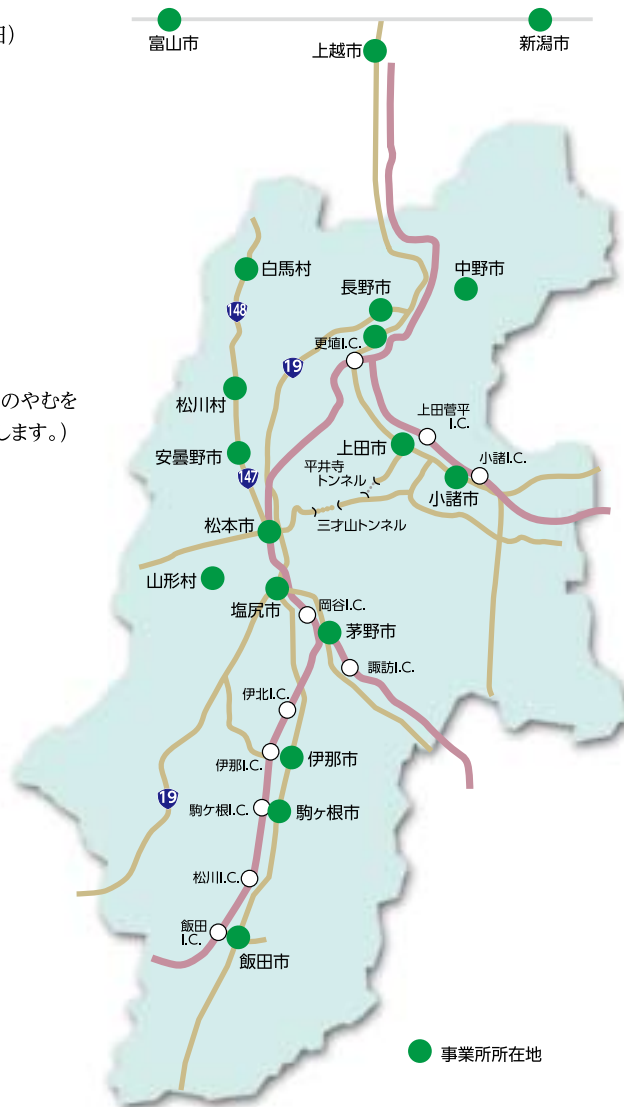 日）
富山市
新潟市
上越市
白馬村
中野市
長野市
148
更埴I.C.
19
のやむを
松川村
上田菅平
I.C.
します。）
上田市
安曇野市
平井寺
トンネル
小諸I.C.
147
小諸市
三才山トンネル
松本市
山形村
塩尻市
岡谷I.C.
茅野市
諏訪I.C.
伊北I.C.
伊那I.C.
伊那市
19
駒ケ根I.C.
駒ヶ根市
松川I.C.
飯田
I.C.
飯田市
事業所所在地